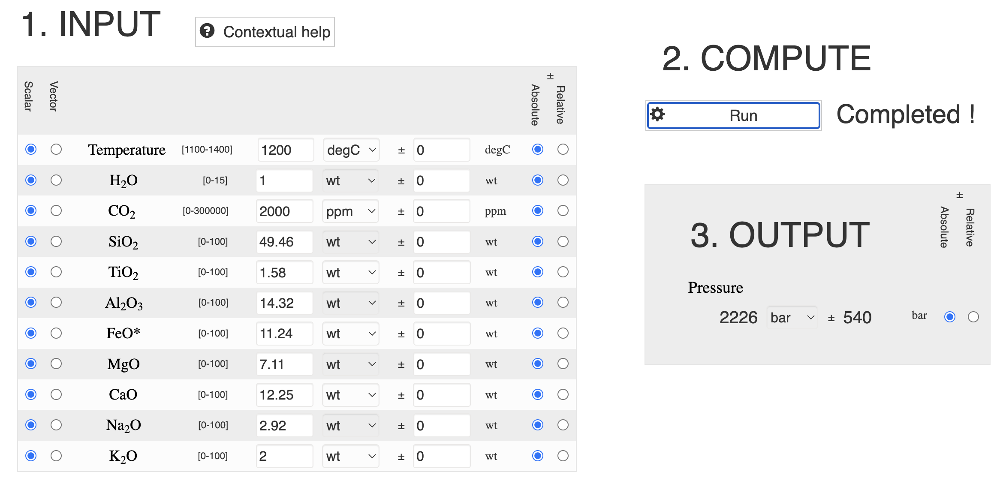 1. INPUT
Contextual help
Scalar Vector ± Absolute Relative
Temperature [1100-1400] 1200 degC ± 0 degC
H₂O [0-15] 1 wt ± 0 wt
CO₂ [0-300000] 2000 ppm ± 0 ppm
SiO₂ [0-100] 49.46 wt ± 0 wt
TiO₂ [0-100] 1.58 wt ± 0 wt
Al₂O₃ [0-100] 14.32 wt ± 0 wt
FeO* [0-100] 11.24 wt ± 0 wt
MgO [0-100] 7.11 wt ± 0 wt
CaO [0-100] 12.25 wt ± 0 wt
Na₂O [0-100] 2.92 wt ± 0 wt
K₂O [0-100] 2 wt ± 0 wt
2. COMPUTE
Run
Completed !
± Absolute Relative
3. OUTPUT
Pressure
2226 bar ± 540 bar